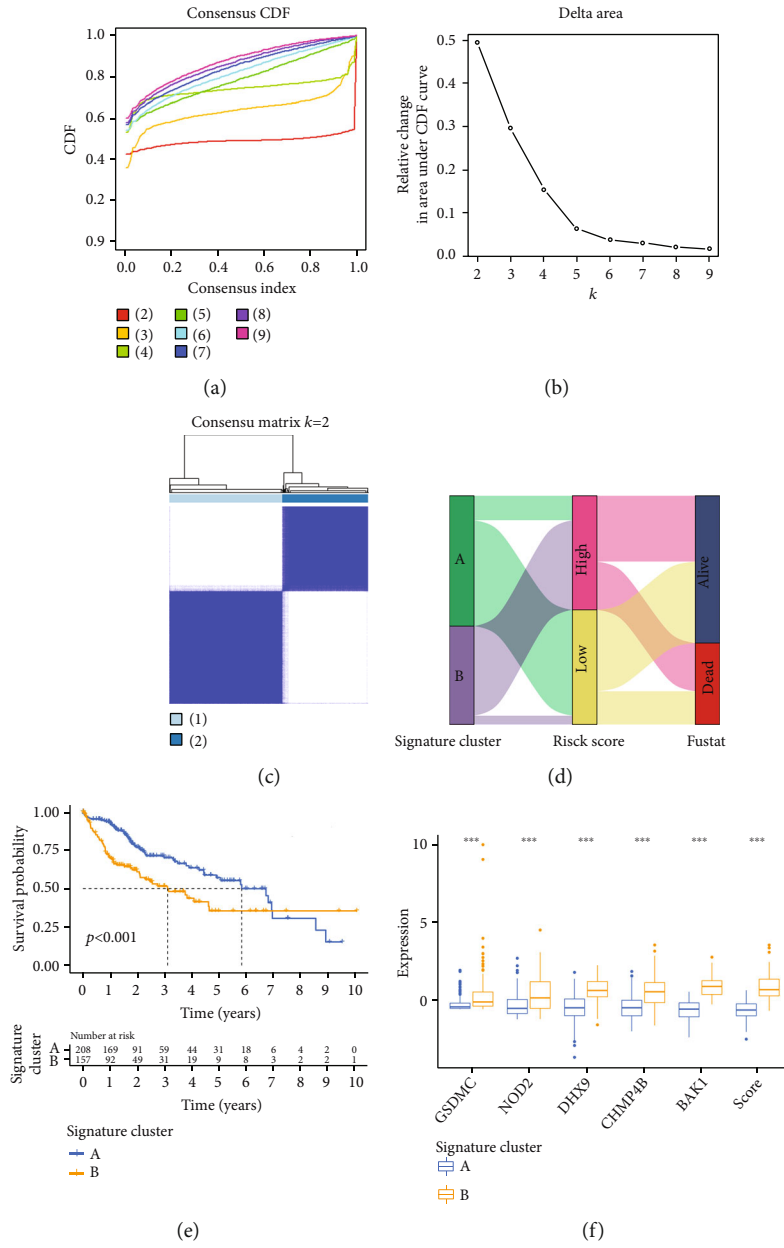 Consensus CDF
CDF
1.0
0.8
0.6
0.4
0.2
0.9
0.0 0.2 0.4 0.6 0.8 1.0
Consensus index
(2) (5) (8)
(3) (6) (9)
(4) (7)
(a)
Delta area
Relative change
in area under CDF curve
0.5
0.4
0.3
0.2
0.1
0.0
2 3 4 5 6 7 8 9
k
(b)
Consensu matrix k=2
(1)
(2)
(c)
A
B
High
Low
Alive
Dead
Signature cluster Risck score Fustat
(d)
Survival probability
1.00
0.75
0.50
0.25
0.00
p<0.001
0 1 2 3 4 5 6 7 8 9 10
Time (years)
Number at risk
Signature
cluster
A 208 169 91 59 44 31 18 6 4 2 0
B 157 92 49 31 19 9 8 3 2 2 1
0 1 2 3 4 5 6 7 8 9 10
Time (years)
Signature cluster
A
B
(e)
Expression
10
5
0
*** *** *** *** *** ***
GSDMC NOD2 DHX9 CHMP4B BAK1 Score
Signature cluster
A
B
(f)